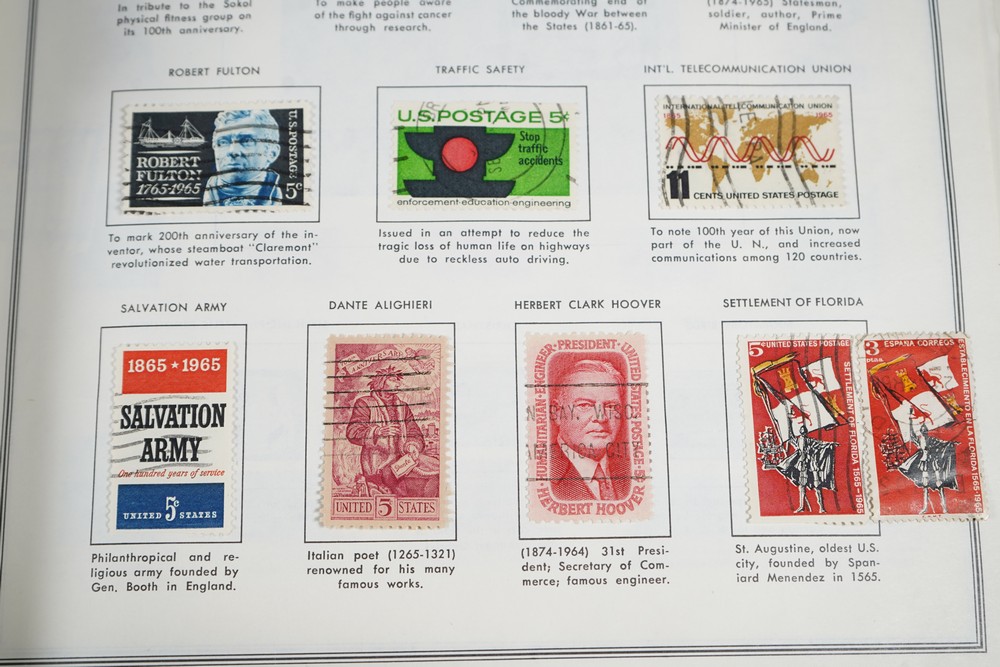 In tribute to the Sokol
physical fitness group on
its 100th anniversary.
To make people aware
of the fight against cancer
through research.
Commemorating end of
the bloody War between
the States (1861-65).
(1874-1965) Statesman,
soldier, author, Prime
Minister of England.
ROBERT FULTON
TRAFFIC SAFETY
INT'L. TELECOMMUNICATION UNION
ROBERT
FULTON
1765-1965
U.S. POSTAGE 5¢
U.S. POSTAGE 5¢
Stop
traffic
accidents
enforcement·education·engineering
INTERNATIONAL TELECOMMUNICATION UNION
1865 1965
11 CENTS UNITED STATES POSTAGE
To mark 200th anniversary of the in-
ventor, whose steamboat "Claremont"
revolutionized water transportation.
Issued in an attempt to reduce the
tragic loss of human life on highways
due to reckless auto driving.
To note 100th year of this Union, now
part of the U. N., and increased
communications among 120 countries.
SALVATION ARMY
DANTE ALIGHIERI
HERBERT CLARK HOOVER
SETTLEMENT OF FLORIDA
1865 ★ 1965
SALVATION
ARMY
One hundred years of service
UNITED 5c STATES
UNITED 5 STATES
HUMANITARIAN·ENGINEER·PRESIDENT·UNITED STATES POSTAGE 5¢
HERBERT HOOVER
5c UNITED STATES POSTAGE
SETTLEMENT OF FLORIDA 1565-1965
3 ptas ESPAÑA CORREOS
ESTABLECIMIENTO EN LA FLORIDA 1565-1965
Philanthropical and re-
ligious army founded by
Gen. Booth in England.
Italian poet (1265-1321)
renowned for his many
famous works.
(1874-1964) 31st Presi-
dent; Secretary of Com-
merce; famous engineer.
St. Augustine, oldest U.S.
city, founded by Span-
iard Menendez in 1565.